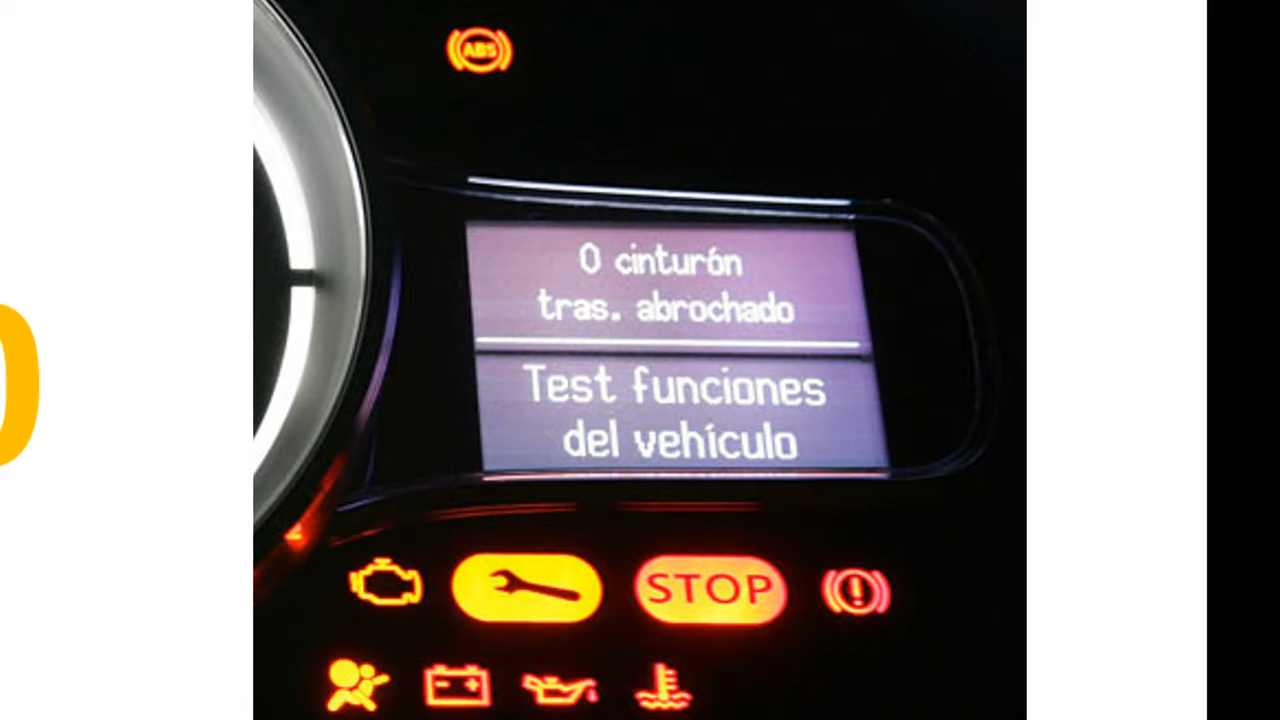 ABS
0 cinturón
tras. abrochado
Test funciones
del vehículo
STOP